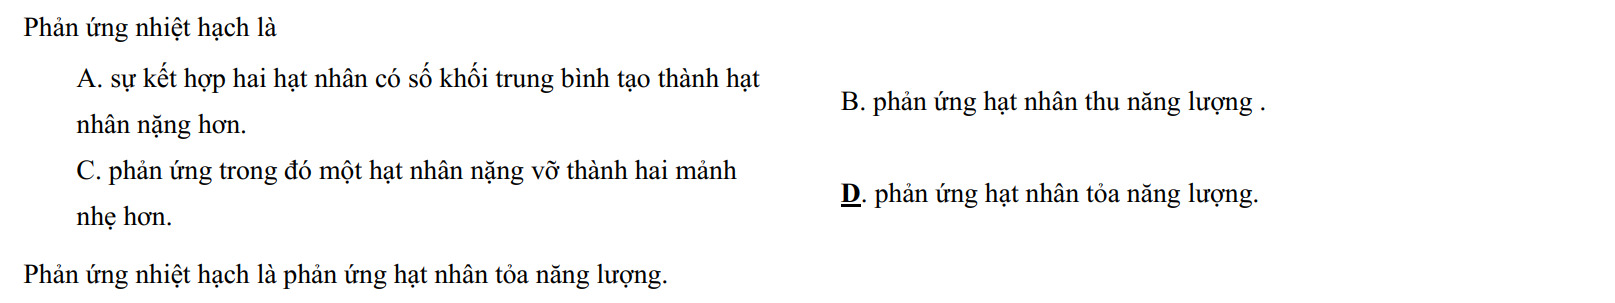 Phản ứng nhiệt hạch là
A. sự kết hợp hai hạt nhân có số khối trung bình tạo thành hạt
nhân nặng hơn.
B. phản ứng hạt nhân thu năng lượng .
C. phản ứng trong đó một hạt nhân nặng vỡ thành hai mảnh
nhẹ hơn.
D. phản ứng hạt nhân tỏa năng lượng.
Phản ứng nhiệt hạch là phản ứng hạt nhân tỏa năng lượng.